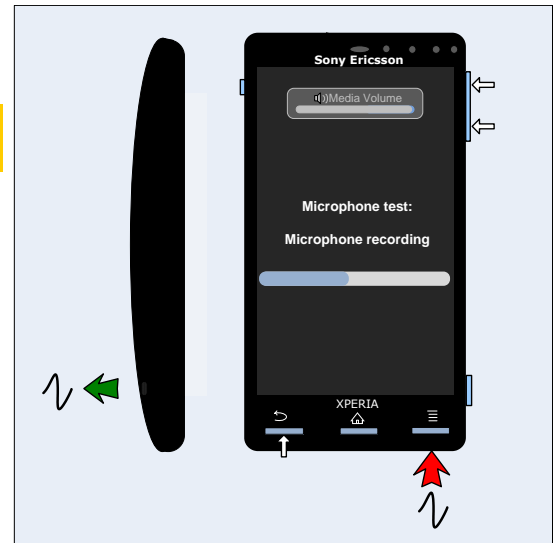 Sony Ericsson
Media Volume
Microphone test:
Microphone recording
XPERIA